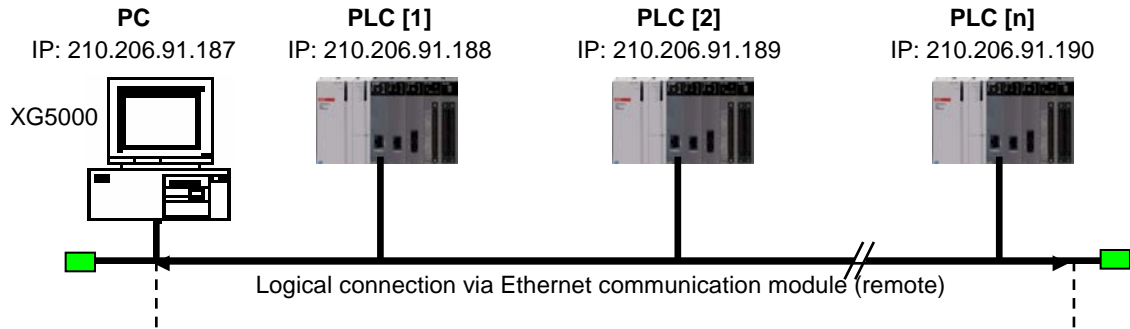 PC
IP: 210.206.91.187
PLC [1]
IP: 210.206.91.188
PLC [2]
IP: 210.206.91.189
PLC [n]
IP: 210.206.91.190
XG5000
Logical connection via Ethernet communication module (remote)